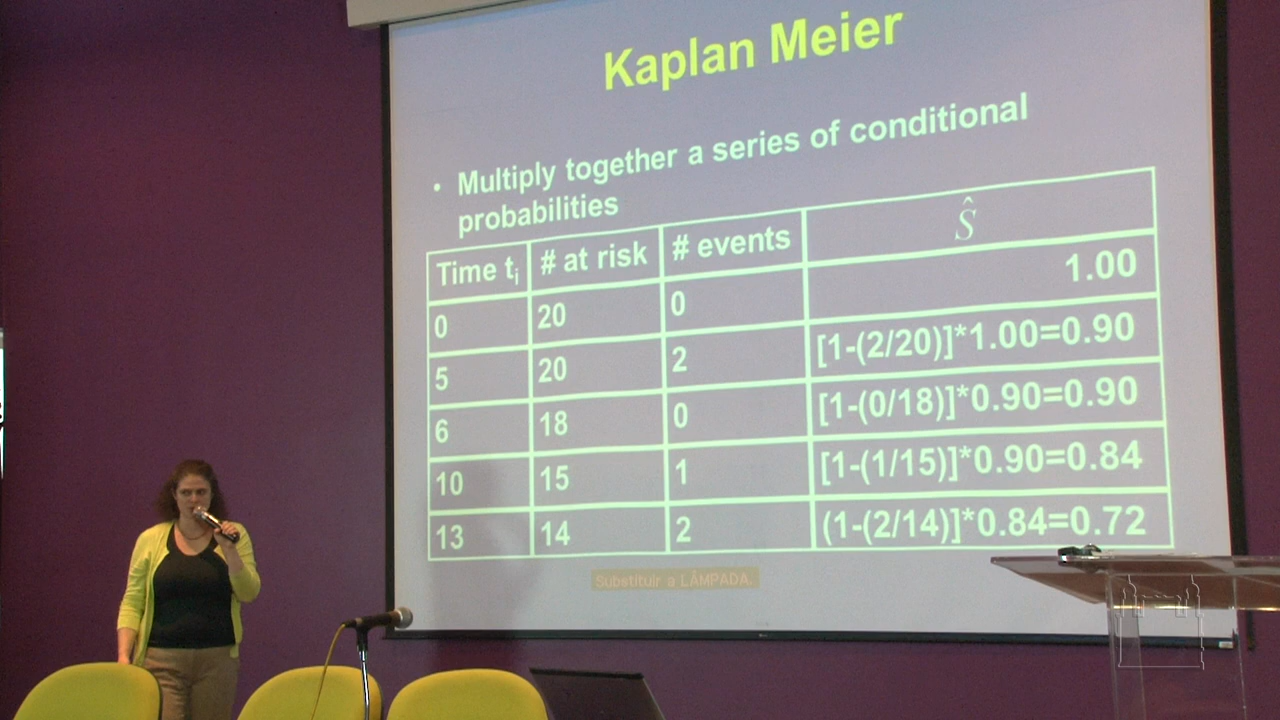 Kaplan Meier
• Multiply together a series of conditional
probabilities
Time ti # at risk # events Ŝ
0 20 0 1.00
5 20 2 [1-(2/20)]*1.00=0.90
6 18 0 [1-(0/18)]*0.90=0.90
10 15 1 [1-(1/15)]*0.90=0.84
13 14 2 (1-(2/14)]*0.84=0.72
Substituir a LÂMPADA.